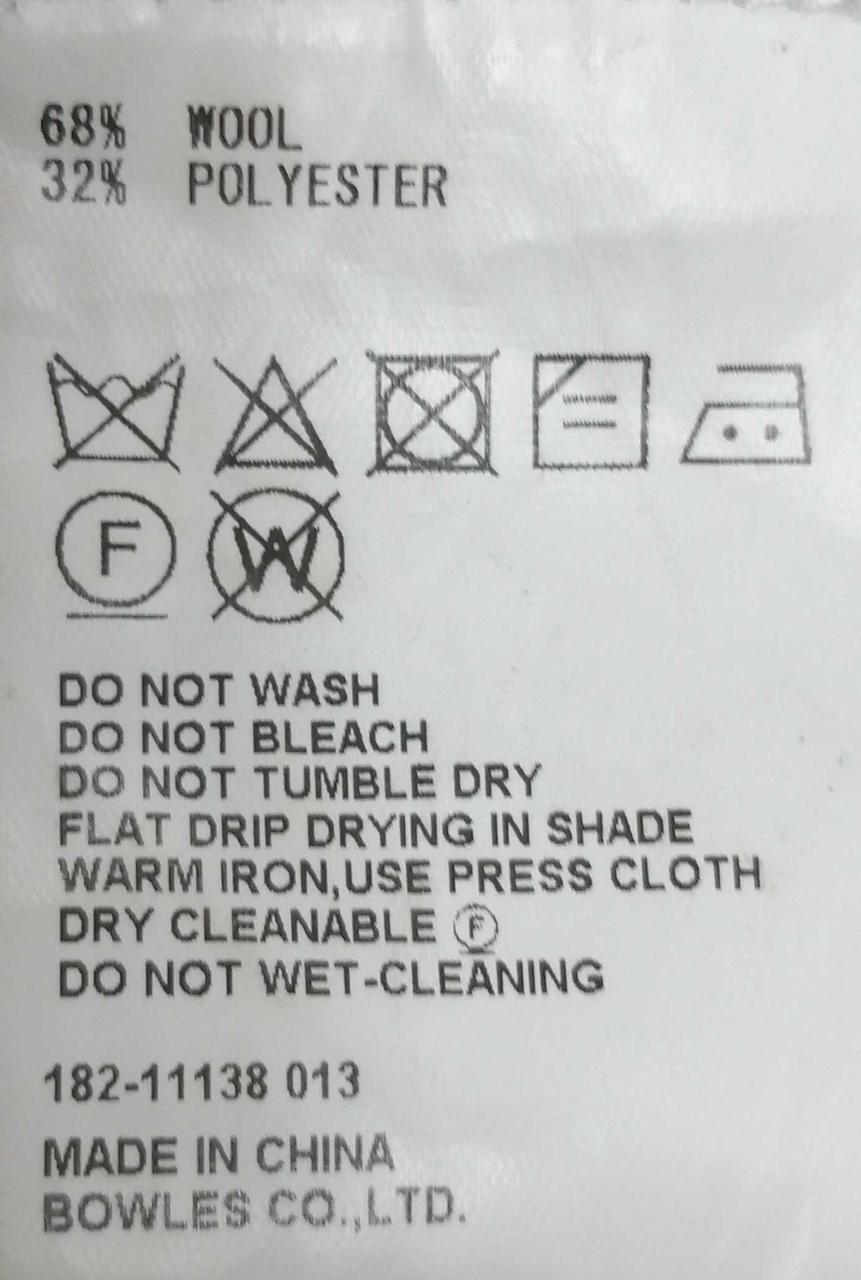 68% WOOL
32% POLYESTER
F W
DO NOT WASH
DO NOT BLEACH
DO NOT TUMBLE DRY
FLAT DRIP DRYING IN SHADE
WARM IRON,USE PRESS CLOTH
DRY CLEANABLE F
DO NOT WET-CLEANING
182-11138 013
MADE IN CHINA
BOWLES CO.,LTD.